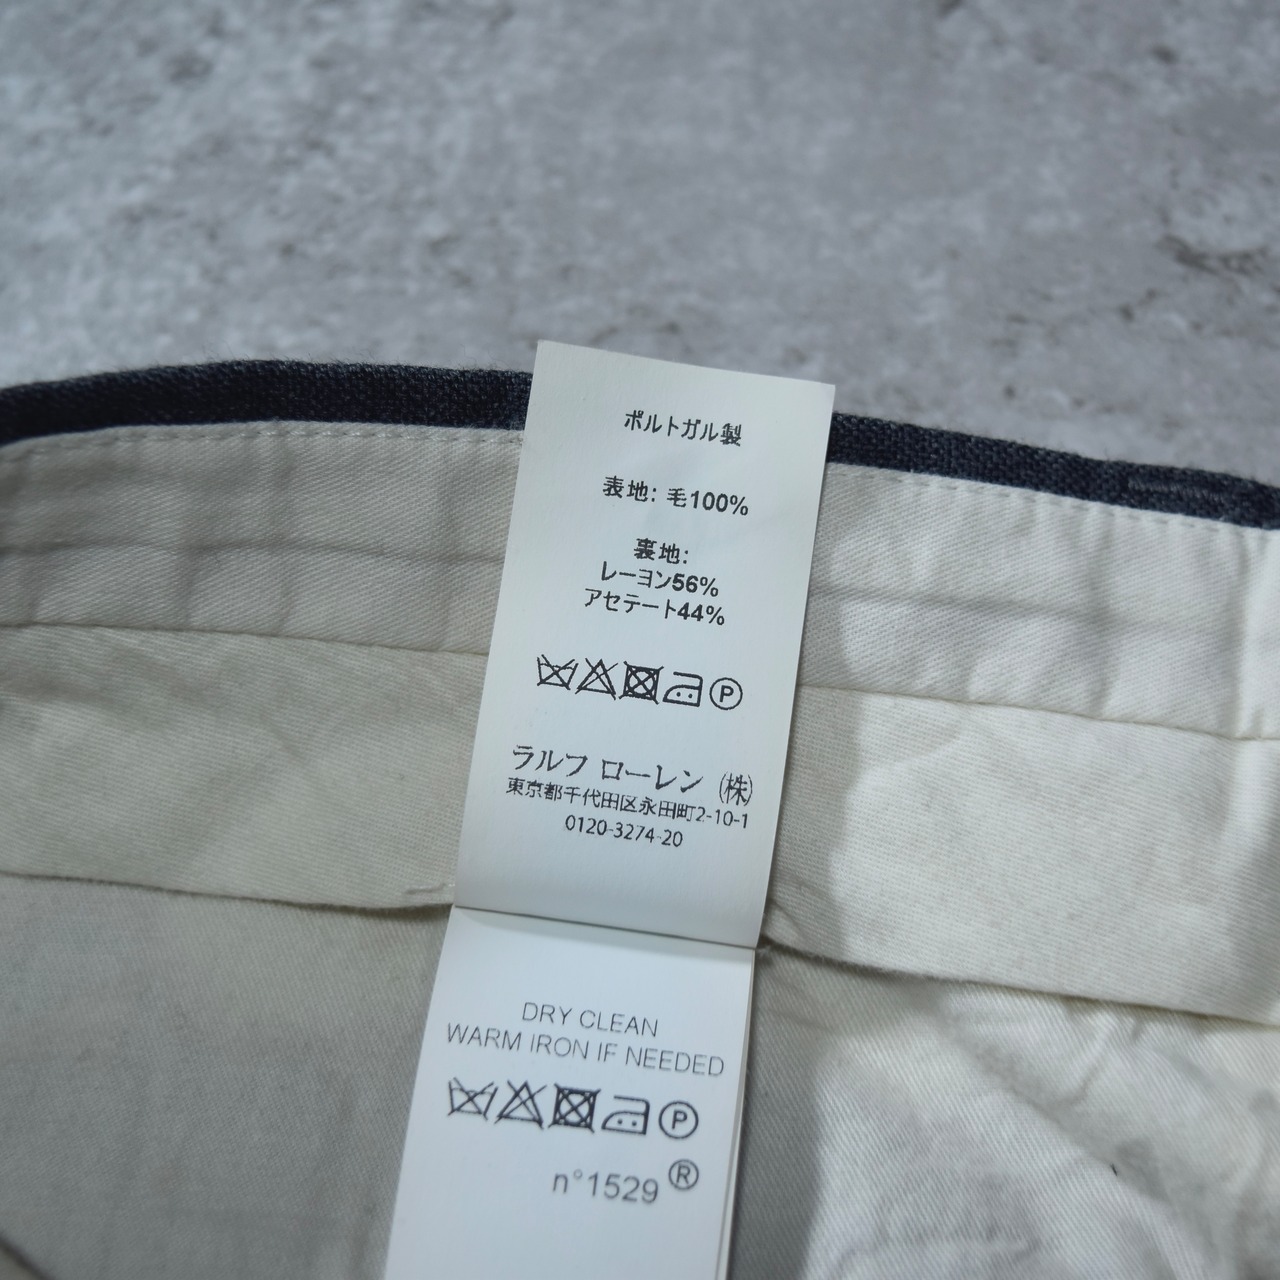 ポルトガル製
表地: 毛100%
裏地:
レーヨン56%
アセテート44%
P
ラルフ ローレン (株)
東京都千代田区永田町2-10-1
0120-3274-20
DRY CLEAN
WARM IRON IF NEEDED
P
n°1529 ®